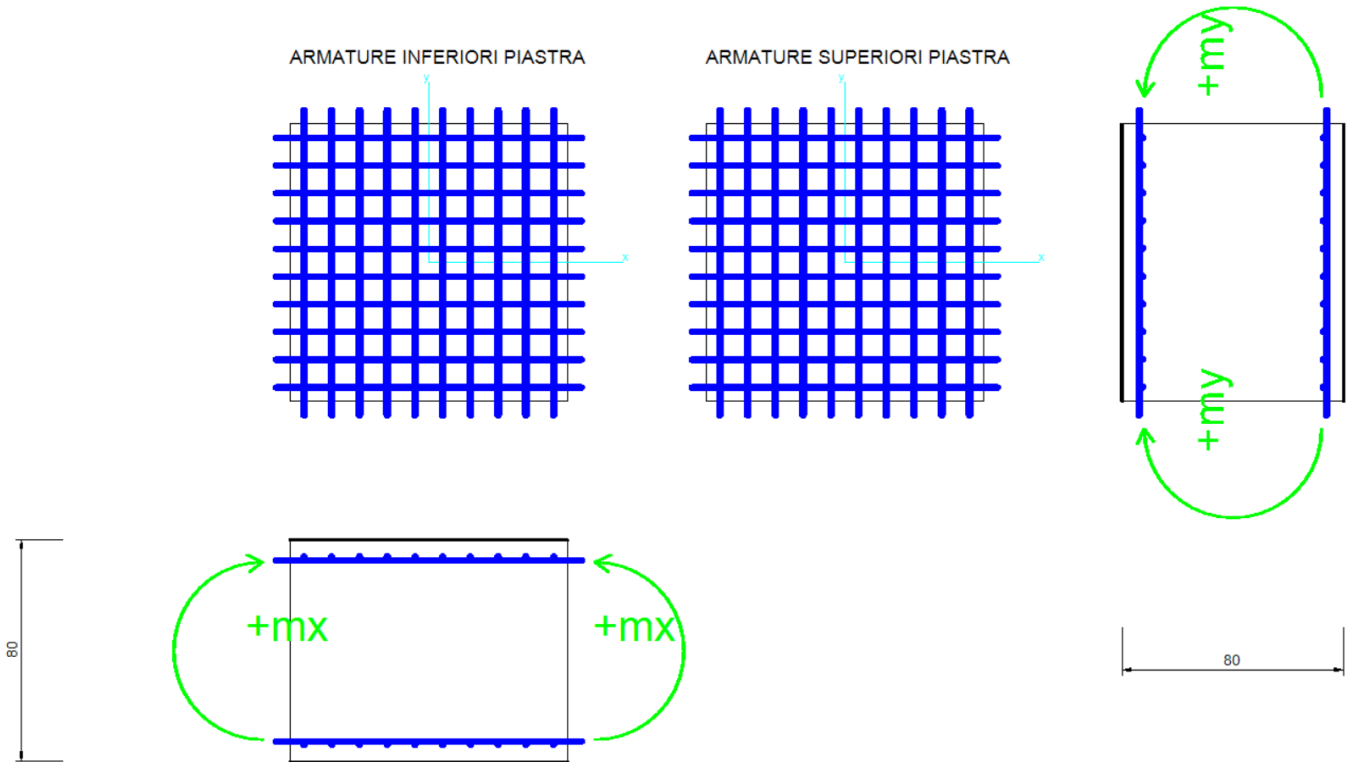 ARMATURE INFERIORI PIASTRA
y
x
ARMATURE SUPERIORI PIASTRA
y
x
+my
+my
80
+mx
+mx
80